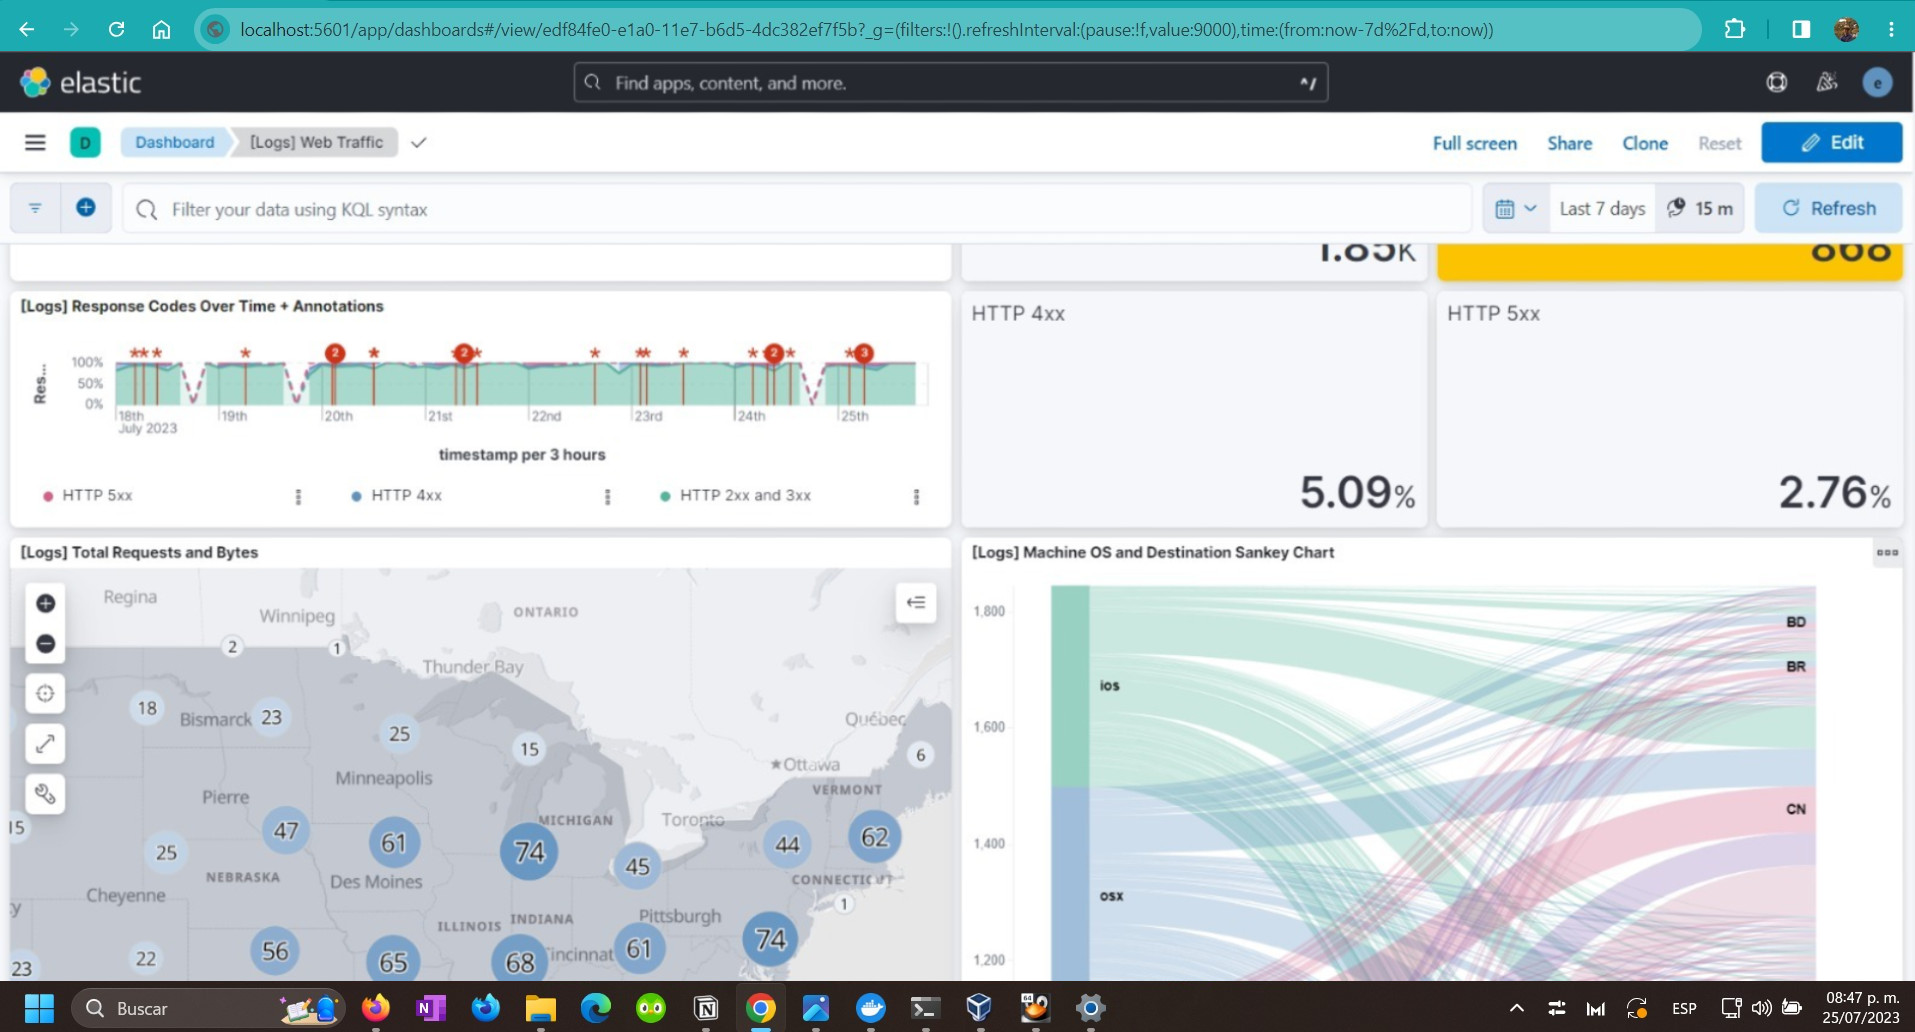 localhost:5601/app/dashboards#/view/edf84fe0-e1a0-11e7-b6d5-4dc382ef7f5b?_g=(filters:!().refreshInterval:(pause:!f,value:9000),time:(from:now-7d%2Fd,to:now))
elastic
Find apps, content, and more.
^/
e
D
Dashboard
[Logs] Web Traffic
Full screen
Share
Clone
Reset
Edit
Filter your data using KQL syntax
Last 7 days
15 m
Refresh
1.85K
868
[Logs] Response Codes Over Time + Annotations
Res...
100%
50%
0%
2
2
2
3
18th
19th
20th
21st
22nd
23rd
24th
25th
July 2023
timestamp per 3 hours
HTTP 5xx
HTTP 4xx
HTTP 2xx and 3xx
HTTP 4xx
5.09%
HTTP 5xx
2.76%
[Logs] Total Requests and Bytes
Regina
Winnipeg
ONTARIO
2
1
Thunder Bay
18
Bismarck
23
25
15
Québec
6
Ottawa
Minneapolis
VERMONT
Pierre
MICHIGAN
Toronto
15
47
61
74
45
44
62
25
NEBRASKA
Des Moines
CONNECTICUT
Cheyenne
1
ILLINOIS
INDIANA
Pittsburgh
23
22
56
65
68
Cincinnat
61
74
[Logs] Machine OS and Destination Sankey Chart
1,800
1,600
1,400
1,200
ios
osx
BD
BR
CN
Buscar
N
64
ESP
08:47 p. m.
25/07/2023